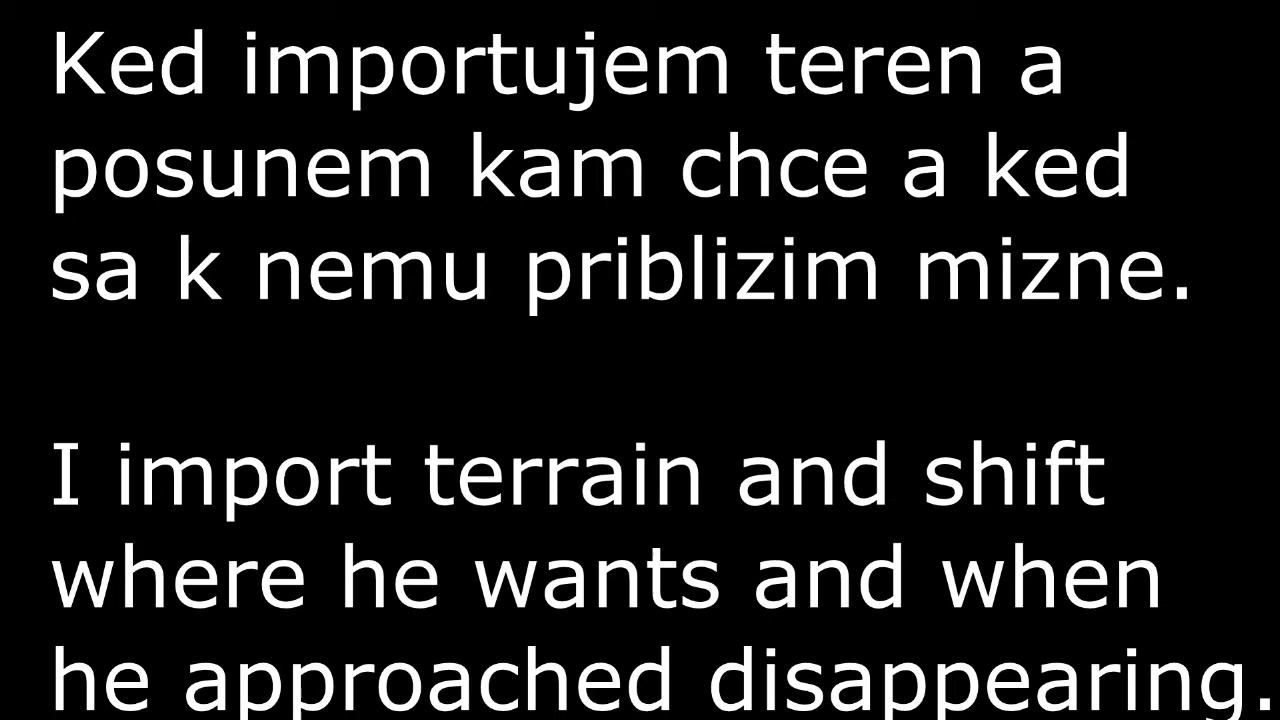 Ked importujem teren a
posunem kam chce a ked
sa k nemu priblizim mizne.
I import terrain and shift
where he wants and when
he approached disappearing.